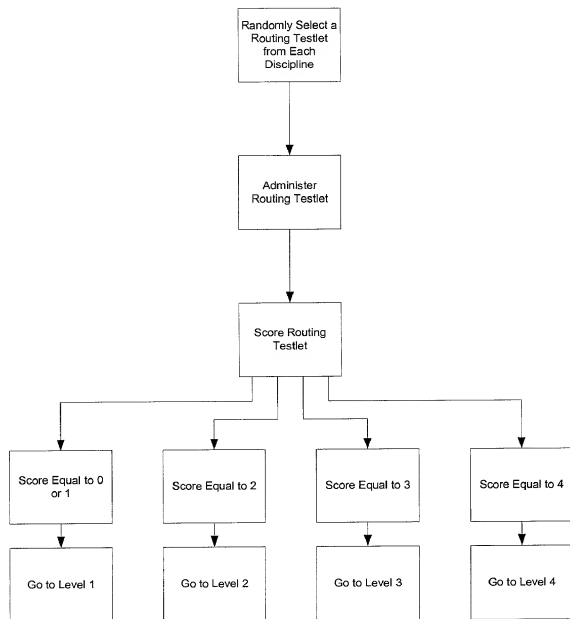 Randomly Select a
Routing Testlet
from Each
Discipline
Administer
Routing Testlet
Score Routing
Testlet
Score Equal to 0
or 1
Score Equal to 2
Score Equal to 3
Score Equal to 4
Go to Level 1
Go to Level 2
Go to Level 3
Go to Level 4